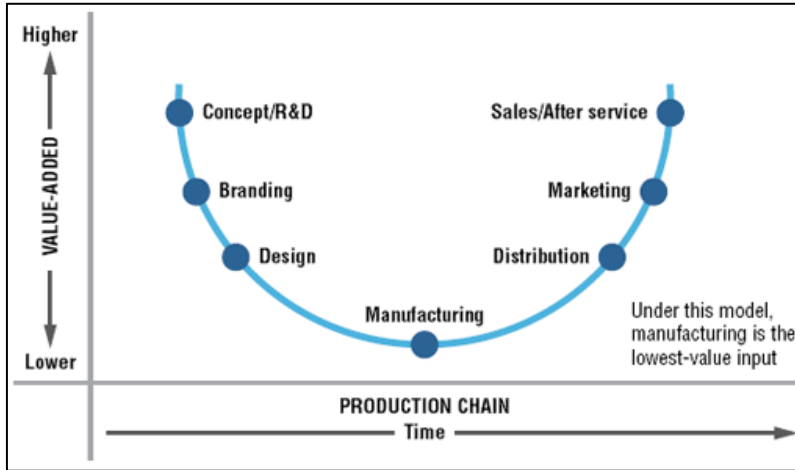 Higher
VALUE-ADDED
Lower
Concept/R&D
Branding
Design
Manufacturing
Distribution
Marketing
Sales/After service
Under this model,
manufacturing is the
lowest-value input
PRODUCTION CHAIN
Time